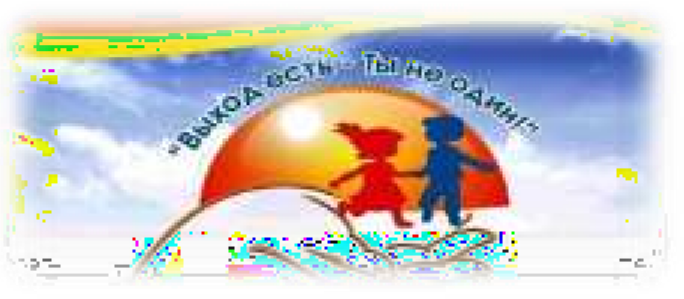 "Выход есть – Ты не один!"